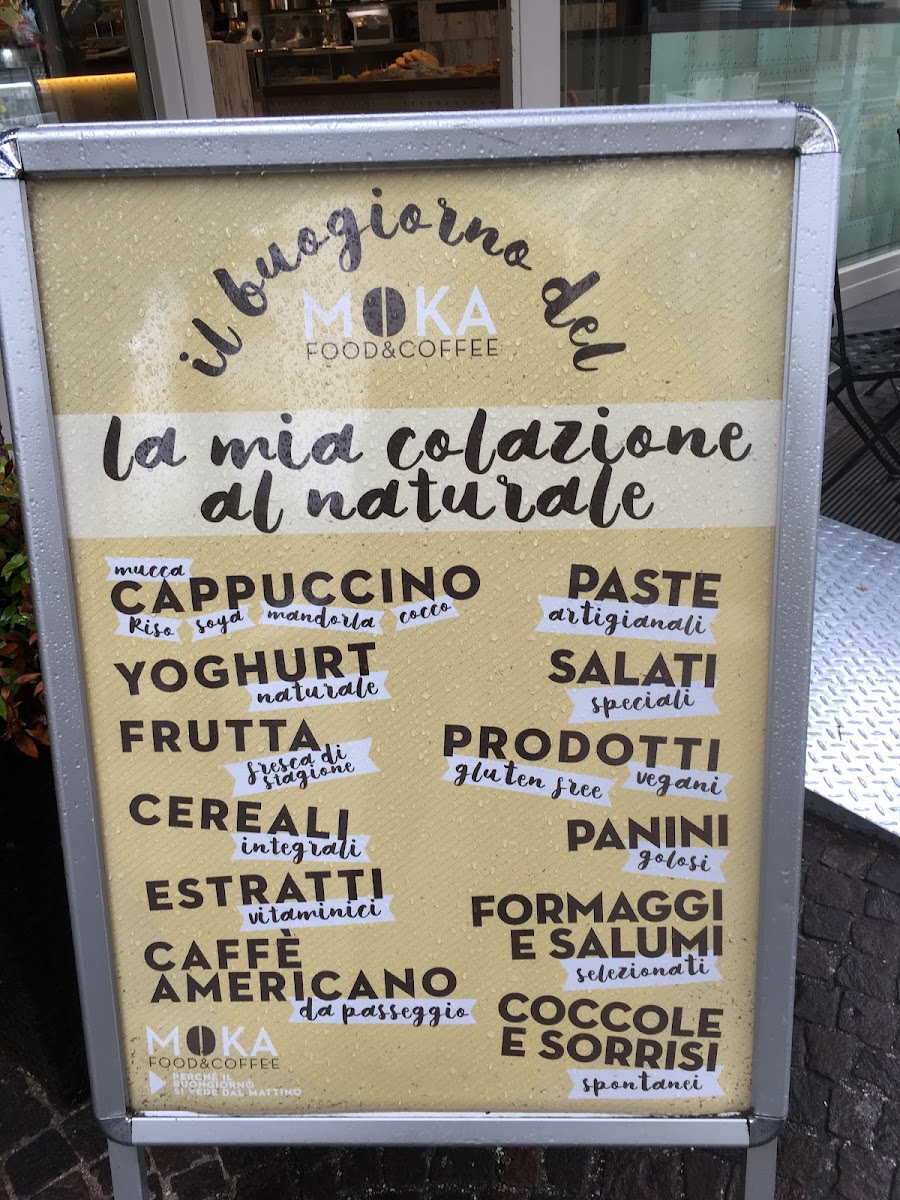 il buogiorno del
MOKA
FOOD&COFFEE
la mia colazione
al naturale
mucca
CAPPUCCINO
Riso soya mandorla cocco
YOGHURT
naturale
FRUTTA
fresca di
stagione
CEREALI
integrali
ESTRATTI
vitaminici
CAFFÈ
AMERICANO
da passeggio
MOKA
FOOD&COFFEE
PERCHÉ IL
BUONGIORNO
SI VEDE DAL MATTINO
PASTE
artigianali
SALATI
speciali
PRODOTTI
gluten free vegani
PANINI
golosi
FORMAGGI
E SALUMI
selezionati
COCCOLE
E SORRISI
spontanei